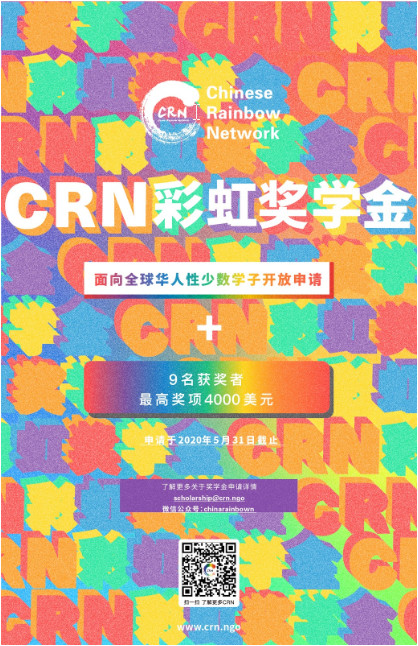 CRN
Chinese
Rainbow
Network
CRN彩虹奖学金
面向全球华人性少数学子开放申请
+
9名获奖者
最高奖项4000美元
申请于2020年5月31日截止
了解更多关于奖学金申请详情
scholarship@crn.ngo
微信公众号:chinarainbown
扫一扫 了解更多CRN
www.crn.ngo